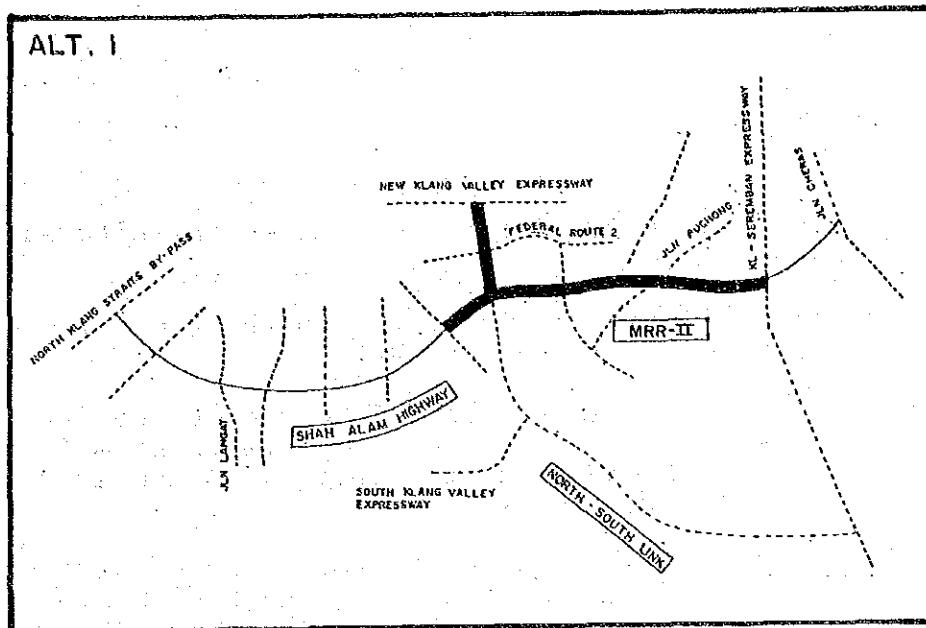 ALT. I
NEW KLANG VALLEY EXPRESSWAY
FEDERAL ROUTE 2
JLN PUCHONG
KL - SEREMBAN EXPRESSWAY
JLN CHERAS
NORTH KLANG STRAITS BY-PASS
MRR-II
SHAH ALAM HIGHWAY
JLN LANGAT
SOUTH KLANG VALLEY
EXPRESSWAY
NORTH - SOUTH LINK